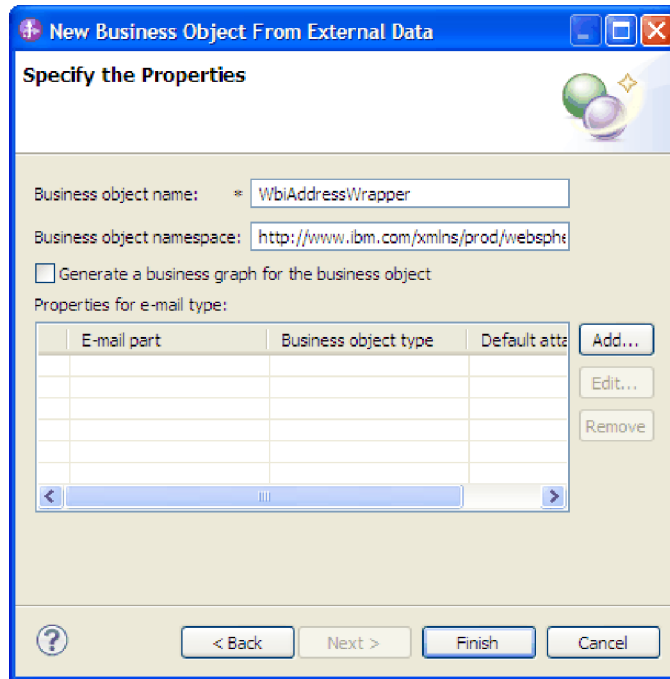 New Business Object From External Data
Specify the Properties
Business object name: * WbiAddressWrapper
Business object namespace: http://www.ibm.com/xmlns/prod/websphe
Generate a business graph for the business object
Properties for e-mail type:
E-mail part Business object type Default atta
Add...
Edit...
Remove
? < Back Next > Finish Cancel